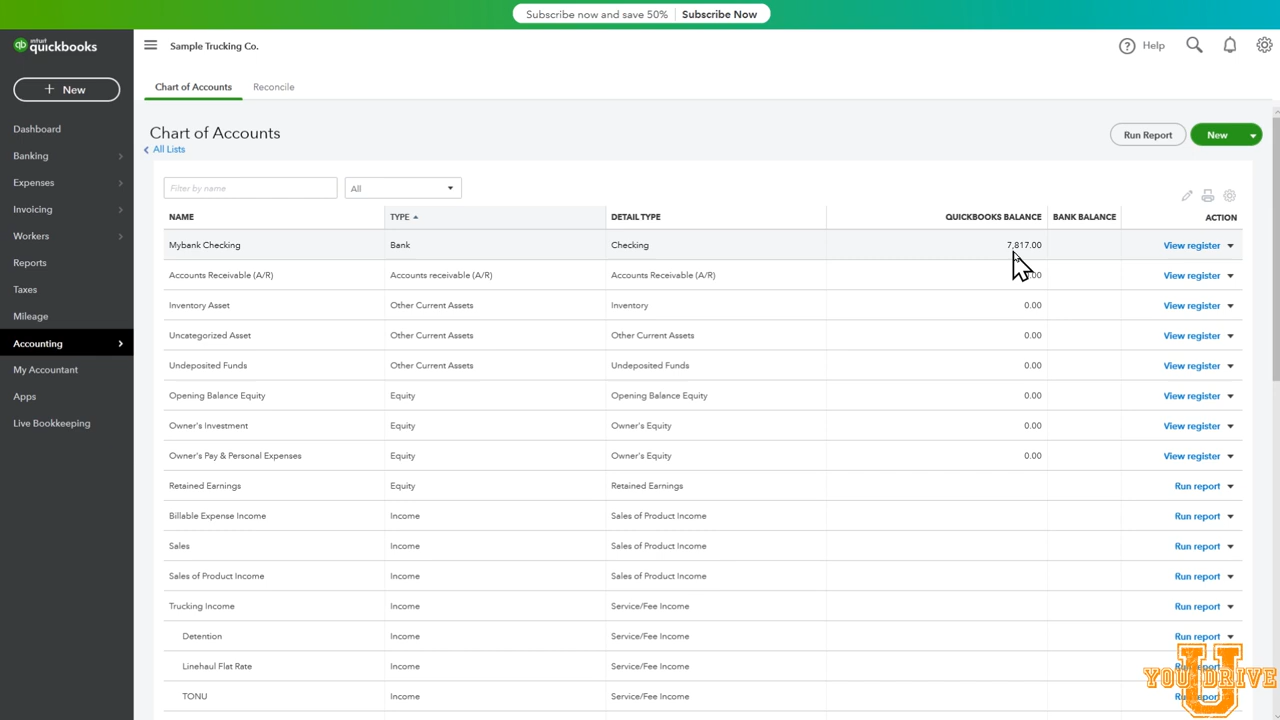 Subscribe now and save 50% Subscribe Now
intuit quickbooks
Sample Trucking Co.
Help
New
Chart of Accounts Reconcile
Dashboard
Banking
Expenses
Invoicing
Workers
Reports
Taxes
Mileage
Accounting
My Accountant
Apps
Live Bookkeeping
Chart of Accounts
All Lists
Run Report New
Filter by name All
NAME TYPE DETAIL TYPE QUICKBOOKS BALANCE BANK BALANCE ACTION
Mybank Checking Bank Checking 7,817.00 View register
Accounts Receivable (A/R) Accounts receivable (A/R) Accounts Receivable (A/R) View register
Inventory Asset Other Current Assets Inventory 0.00 View register
Uncategorized Asset Other Current Assets Other Current Assets 0.00 View register
Undeposited Funds Other Current Assets Undeposited Funds 0.00 View register
Opening Balance Equity Equity Opening Balance Equity 0.00 View register
Owner's Investment Equity Owner's Equity 0.00 View register
Owner's Pay & Personal Expenses Equity Owner's Equity 0.00 View register
Retained Earnings Equity Retained Earnings Run report
Billable Expense Income Income Sales of Product Income Run report
Sales Income Sales of Product Income Run report
Sales of Product Income Income Sales of Product Income Run report
Trucking Income Income Service/Fee Income Run report
Detention Income Service/Fee Income Run report
Linehaul Flat Rate Income Service/Fee Income Run report
TONU Income Service/Fee Income
U
YOU DRIVE